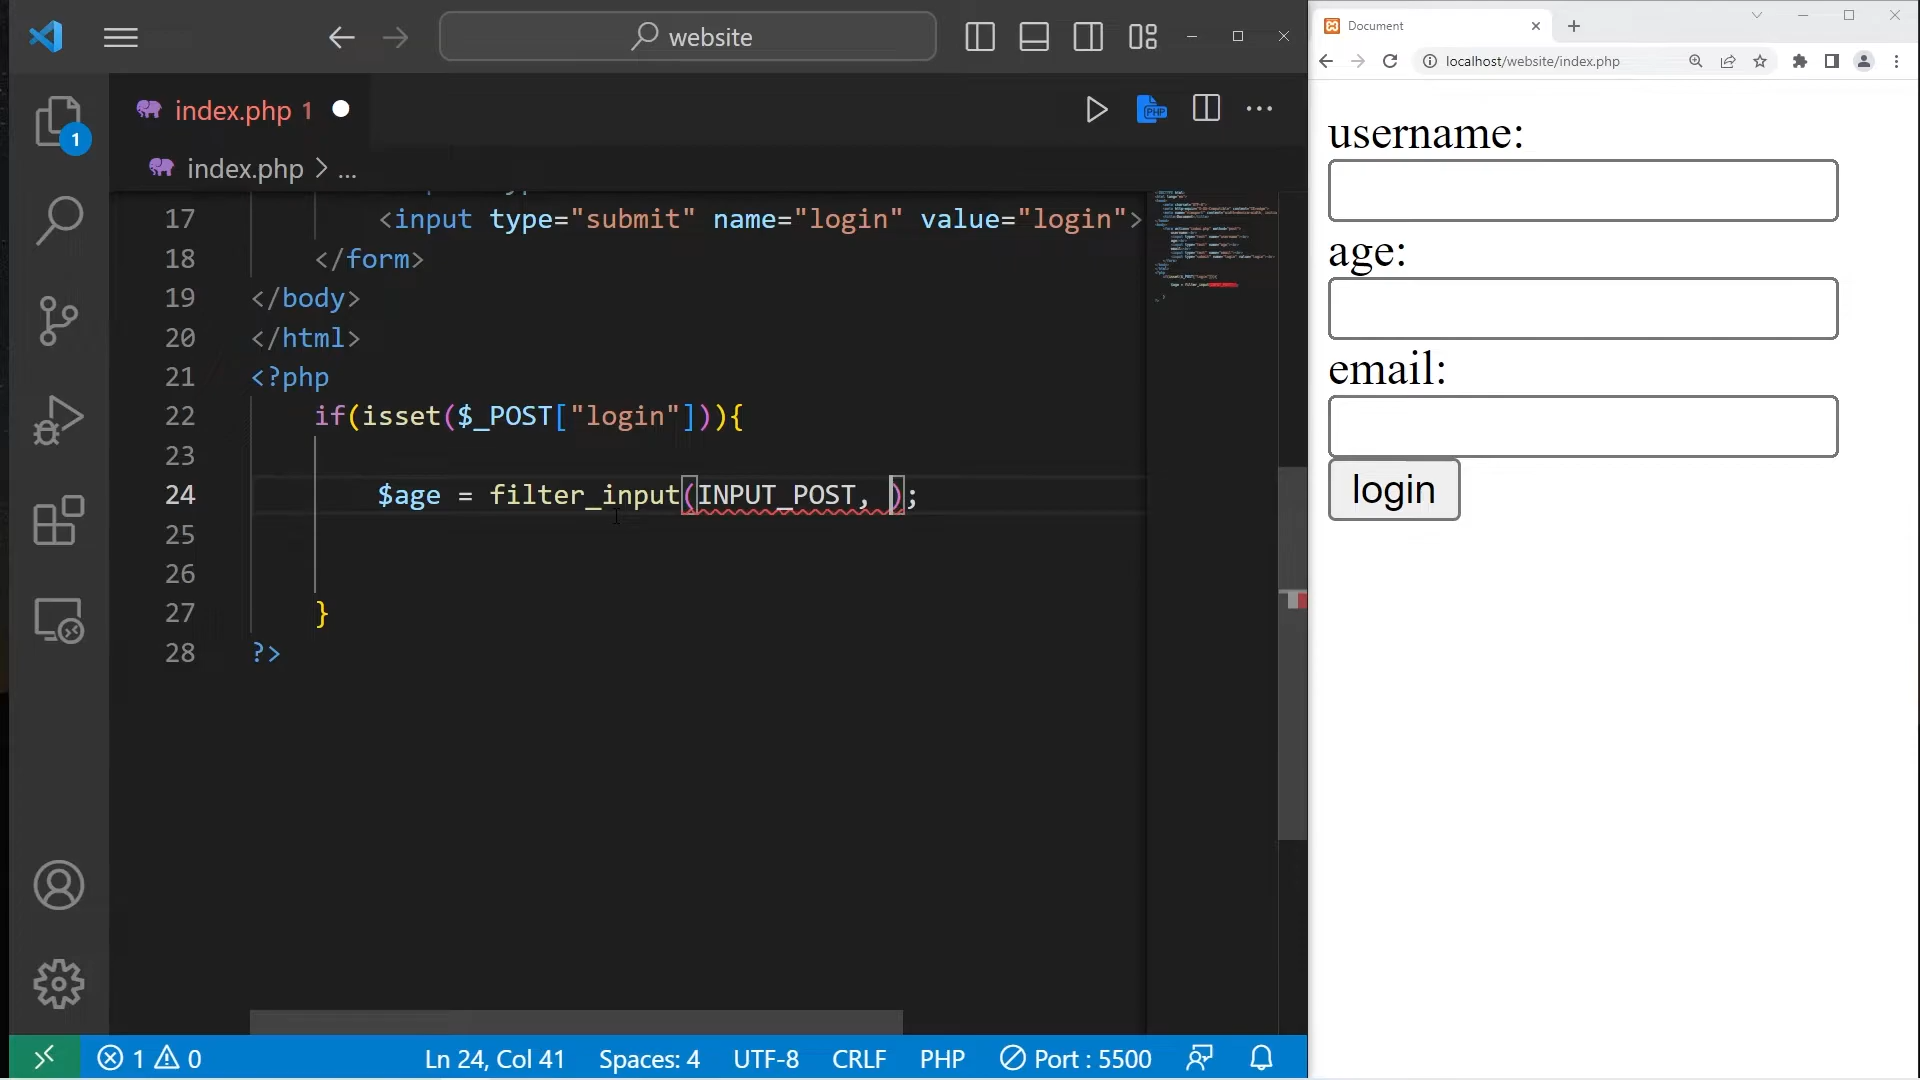 website
index.php 1
index.php > ...
1
17 <input type="submit" name="login" value="login">
18 </form>
19 </body>
20 </html>
21 <?php
22 if(isset($_POST["login"])){
23
24 $age = filter_input(INPUT_POST, );
25
26
27 }
28 ?>
1 0 Ln 24, Col 41 Spaces: 4 UTF-8 CRLF PHP Port : 5500
Document
localhost/website/index.php
username:
age:
email:
login